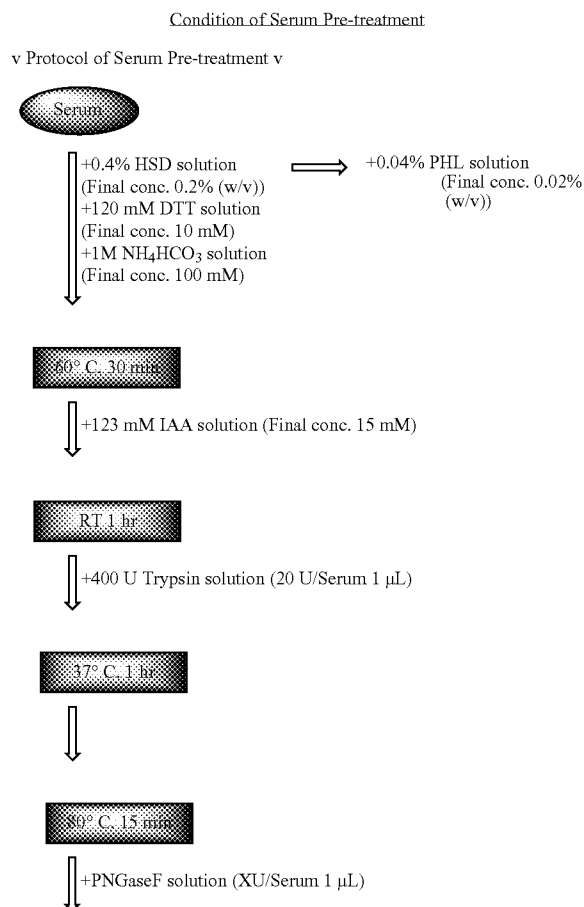 Condition of Serum Pre-treatment
v Protocol of Serum Pre-treatment v
Serum
+0.4% HSD solution
(Final conc. 0.2% (w/v))
+120 mM DTT solution
(Final conc. 10 mM)
+1M NH₄HCO₃ solution
(Final conc. 100 mM)
+0.04% PHL solution
(Final conc. 0.02%
(w/v))
60° C. 30 min
+123 mM IAA solution (Final conc. 15 mM)
RT 1 hr
+400 U Trypsin solution (20 U/Serum 1 µL)
37° C. 1 hr
80° C. 15 min
+PNGaseF solution (XU/Serum 1 µL)